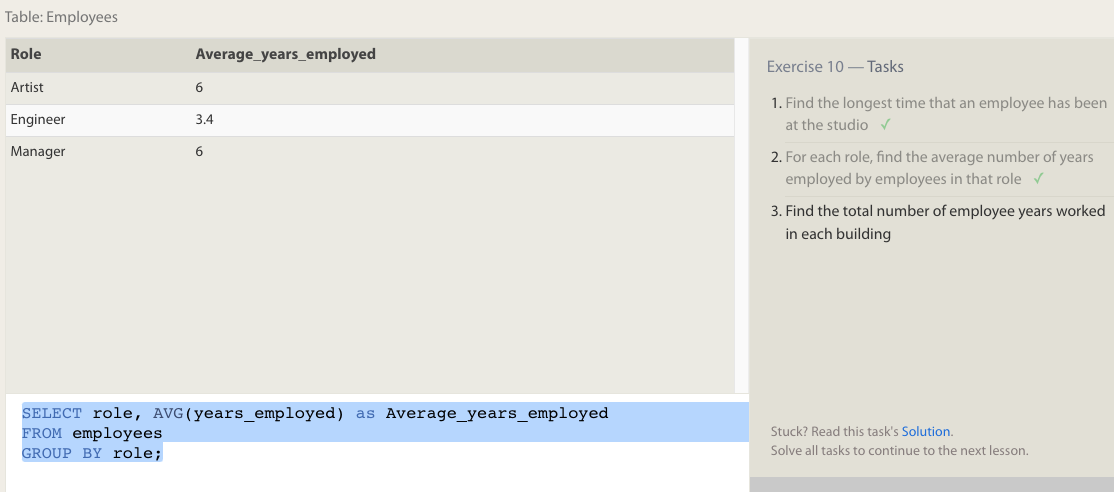 Table: Employees
Role Average_years_employed
Artist 6
Engineer 3.4
Manager 6
SELECT role, AVG(years_employed) as Average_years_employed
FROM employees
GROUP BY role;
Exercise 10 — Tasks
1. Find the longest time that an employee has been
at the studio ✓
2. For each role, find the average number of years
employed by employees in that role ✓
3. Find the total number of employee years worked
in each building
Stuck? Read this task's Solution.
Solve all tasks to continue to the next lesson.